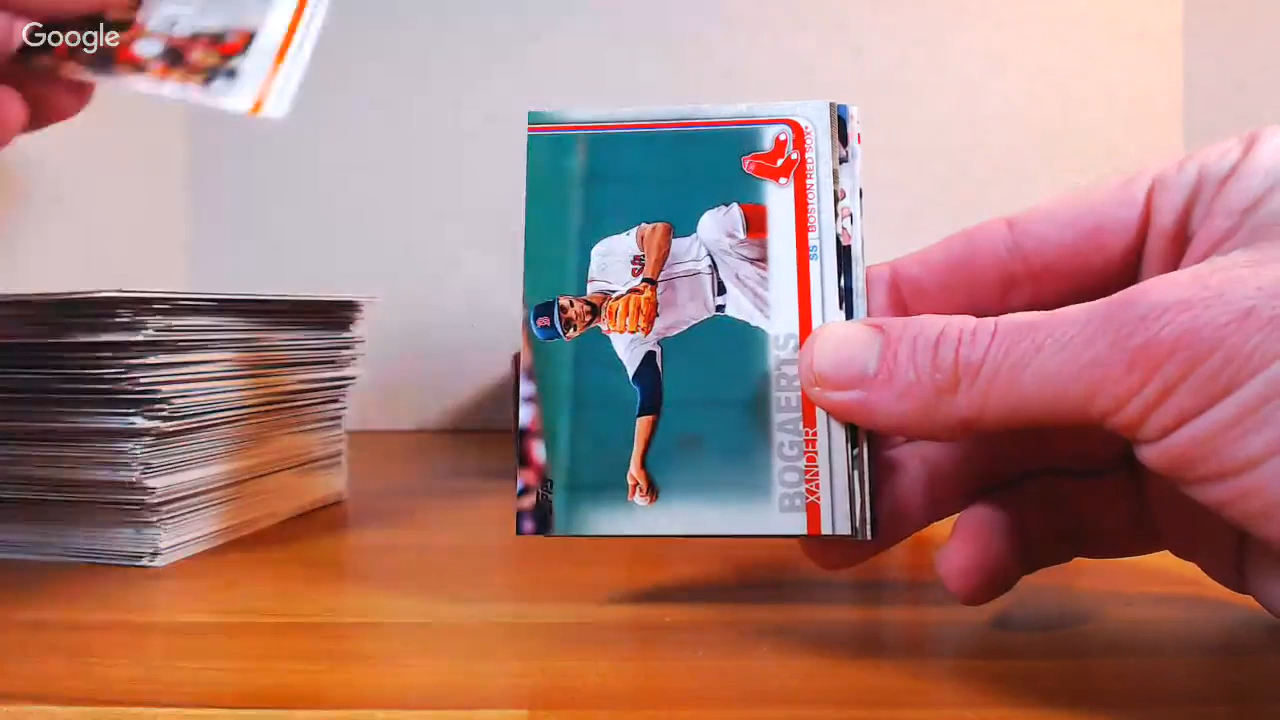 Google
SS | BOSTON RED SOX
BOGAERTS
XANDER